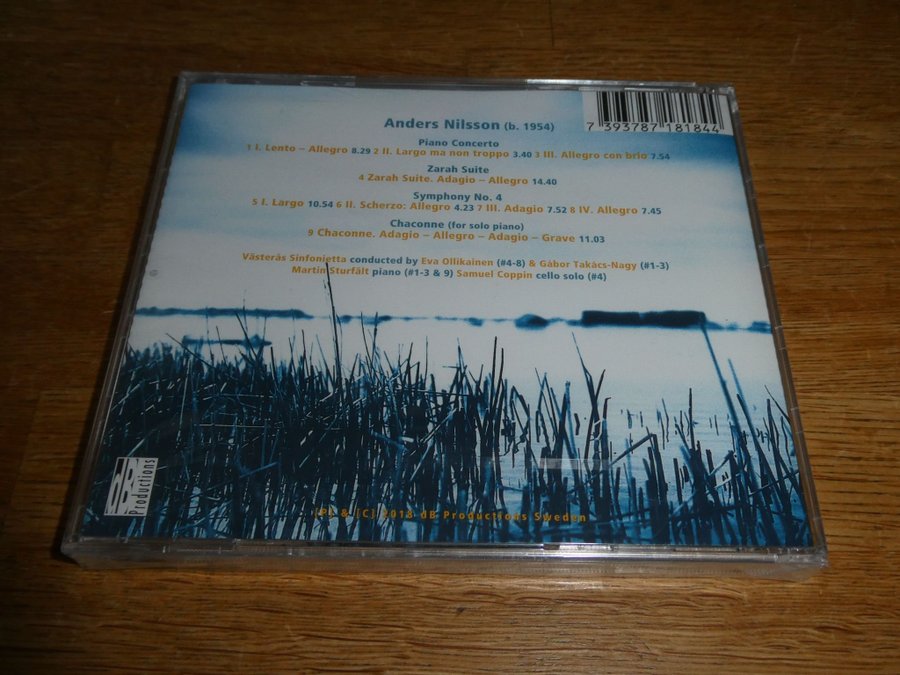 7 393787 181844
Anders Nilsson (b. 1954)
Piano Concerto
1 I. Lento – Allegro 8.29 2 II. Largo ma non troppo 3.40 3 III. Allegro con brio 7.54
Zarah Suite
4 Zarah Suite. Adagio – Allegro 14.40
Symphony No. 4
5 I. Largo 10.54 6 II. Scherzo: Allegro 4.23 7 III. Adagio 7.52 8 IV. Allegro 7.45
Chaconne (for solo piano)
9 Chaconne. Adagio – Allegro – Adagio – Grave 11.03
Västerås Sinfonietta conducted by Eva Ollikainen (#4-8) & Gábor Takács-Nagy (#1-3)
Martin Sturfält piano (#1-3 & 9) Samuel Coppin cello solo (#4)
dB Productions
[P] & [C] 2018 dB Productions Sweden